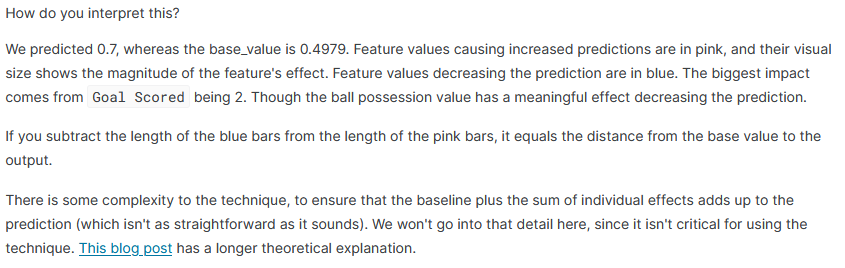 How do you interpret this?
We predicted 0.7, whereas the base_value is 0.4979. Feature values causing increased predictions are in pink, and their visual
size shows the magnitude of the feature's effect. Feature values decreasing the prediction are in blue. The biggest impact
comes from Goal Scored being 2. Though the ball possession value has a meaningful effect decreasing the prediction.
If you subtract the length of the blue bars from the length of the pink bars, it equals the distance from the base value to the
output.
There is some complexity to the technique, to ensure that the baseline plus the sum of individual effects adds up to the
prediction (which isn't as straightforward as it sounds). We won't go into that detail here, since it isn't critical for using the
technique. This blog post has a longer theoretical explanation.